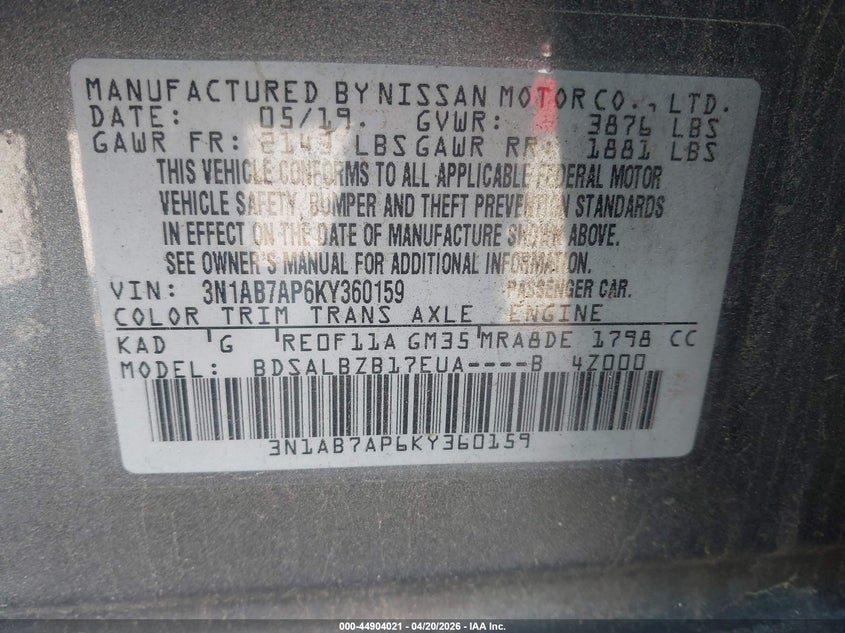 MANUFACTURED BY NISSAN MOTOR CO., LTD.
DATE: 05/19. GVWR: 3876 LBS
GAWR FR: 2143 LBS GAWR RR: 1881 LBS
THIS VEHICLE CONFORMS TO ALL APPLICABLE FEDERAL MOTOR
VEHICLE SAFETY, BUMPER AND THEFT PREVENTION STANDARDS
IN EFFECT ON THE DATE OF MANUFACTURE SHOWN ABOVE.
SEE OWNER'S MANUAL FOR ADDITIONAL INFORMATION.
VIN: 3N1AB7AP6KY360159 PASSENGER CAR.
COLOR TRIM TRANS AXLE ENGINE
KAD G RE0F11A GM35 MRA8DE 1798 CC
MODEL: BDSALBZB17EUA----B 4Z000
3N1AB7AP6KY360159
000-44904021 | 04/20/2026 - IAA Inc.